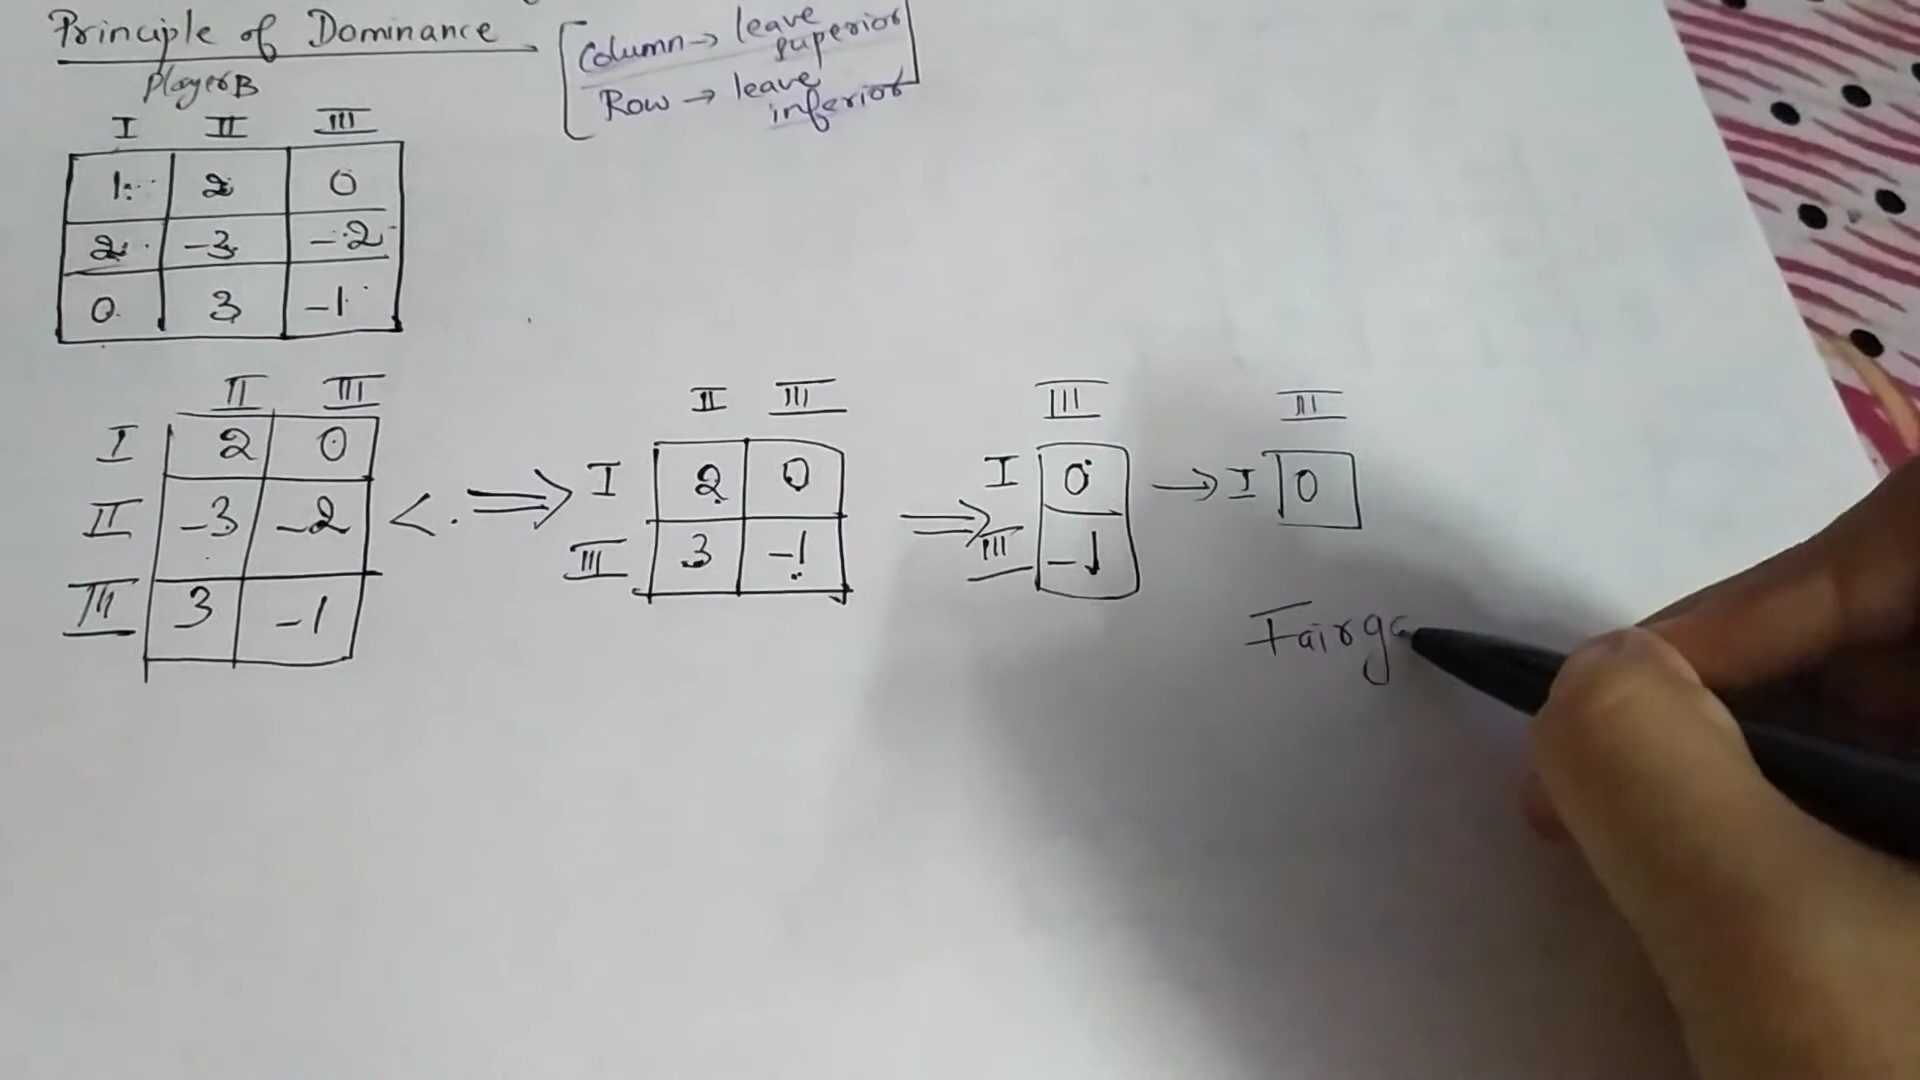 Principle of Dominance
Column → leave superior
Row → leave inferior
Player B
I II III
1 2 0
2 -3 -2
0 3 -1
II III
I 2 0
II -3 -2 < . ⇒
III 3 -1
II III
I 2 0
III 3 -1 ⇒
III
I 0
III -1
→
III
I 0
Fairga